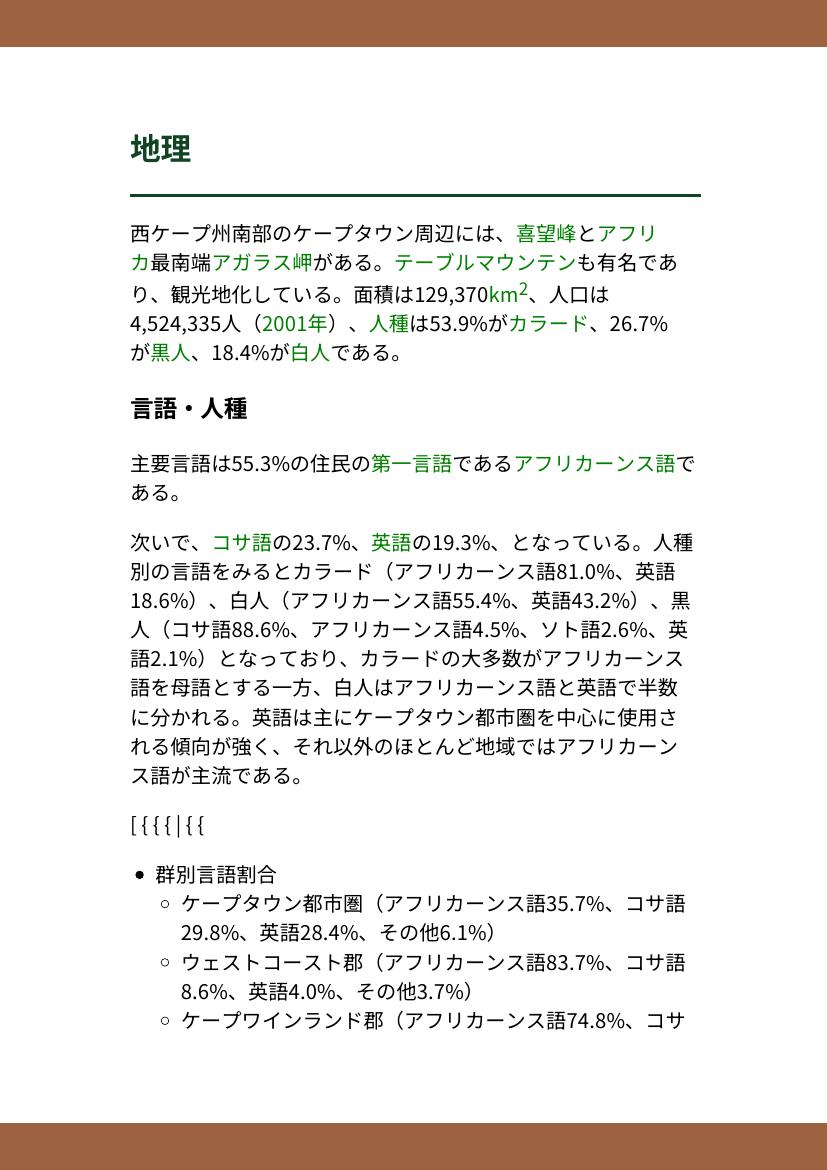 地理
西ケープ州南部のケープタウン周辺には、喜望峰とアフリ
カ最南端アガラス岬がある。テーブルマウンテンも有名であ
り、観光地化している。面積は129,370km²、人口は
4,524,335人（2001年）、人種は53.9%がカラード、26.7%
が黒人、18.4%が白人である。
言語・人種
主要言語は55.3%の住民の第一言語であるアフリカーンス語で
ある。
次いで、コサ語の23.7%、英語の19.3%、となっている。人種
別の言語をみるとカラード（アフリカーンス語81.0%、英語
18.6%）、白人（アフリカーンス語55.4%、英語43.2%）、黒
人（コサ語88.6%、アフリカーンス語4.5%、ソト語2.6%、英
語2.1%）となっており、カラードの大多数がアフリカーンス
語を母語とする一方、白人はアフリカーンス語と英語で半数
に分かれる。英語は主にケープタウン都市圏を中心に使用さ
れる傾向が強く、それ以外のほとんど地域ではアフリカーン
ス語が主流である。
[ { { { { | { {
• 群別言語割合
◦ ケープタウン都市圏（アフリカーンス語35.7%、コサ語
29.8%、英語28.4%、その他6.1%）
◦ ウェストコースト郡（アフリカーンス語83.7%、コサ語
8.6%、英語4.0%、その他3.7%）
◦ ケープワインランド郡（アフリカーンス語74.8%、コサ